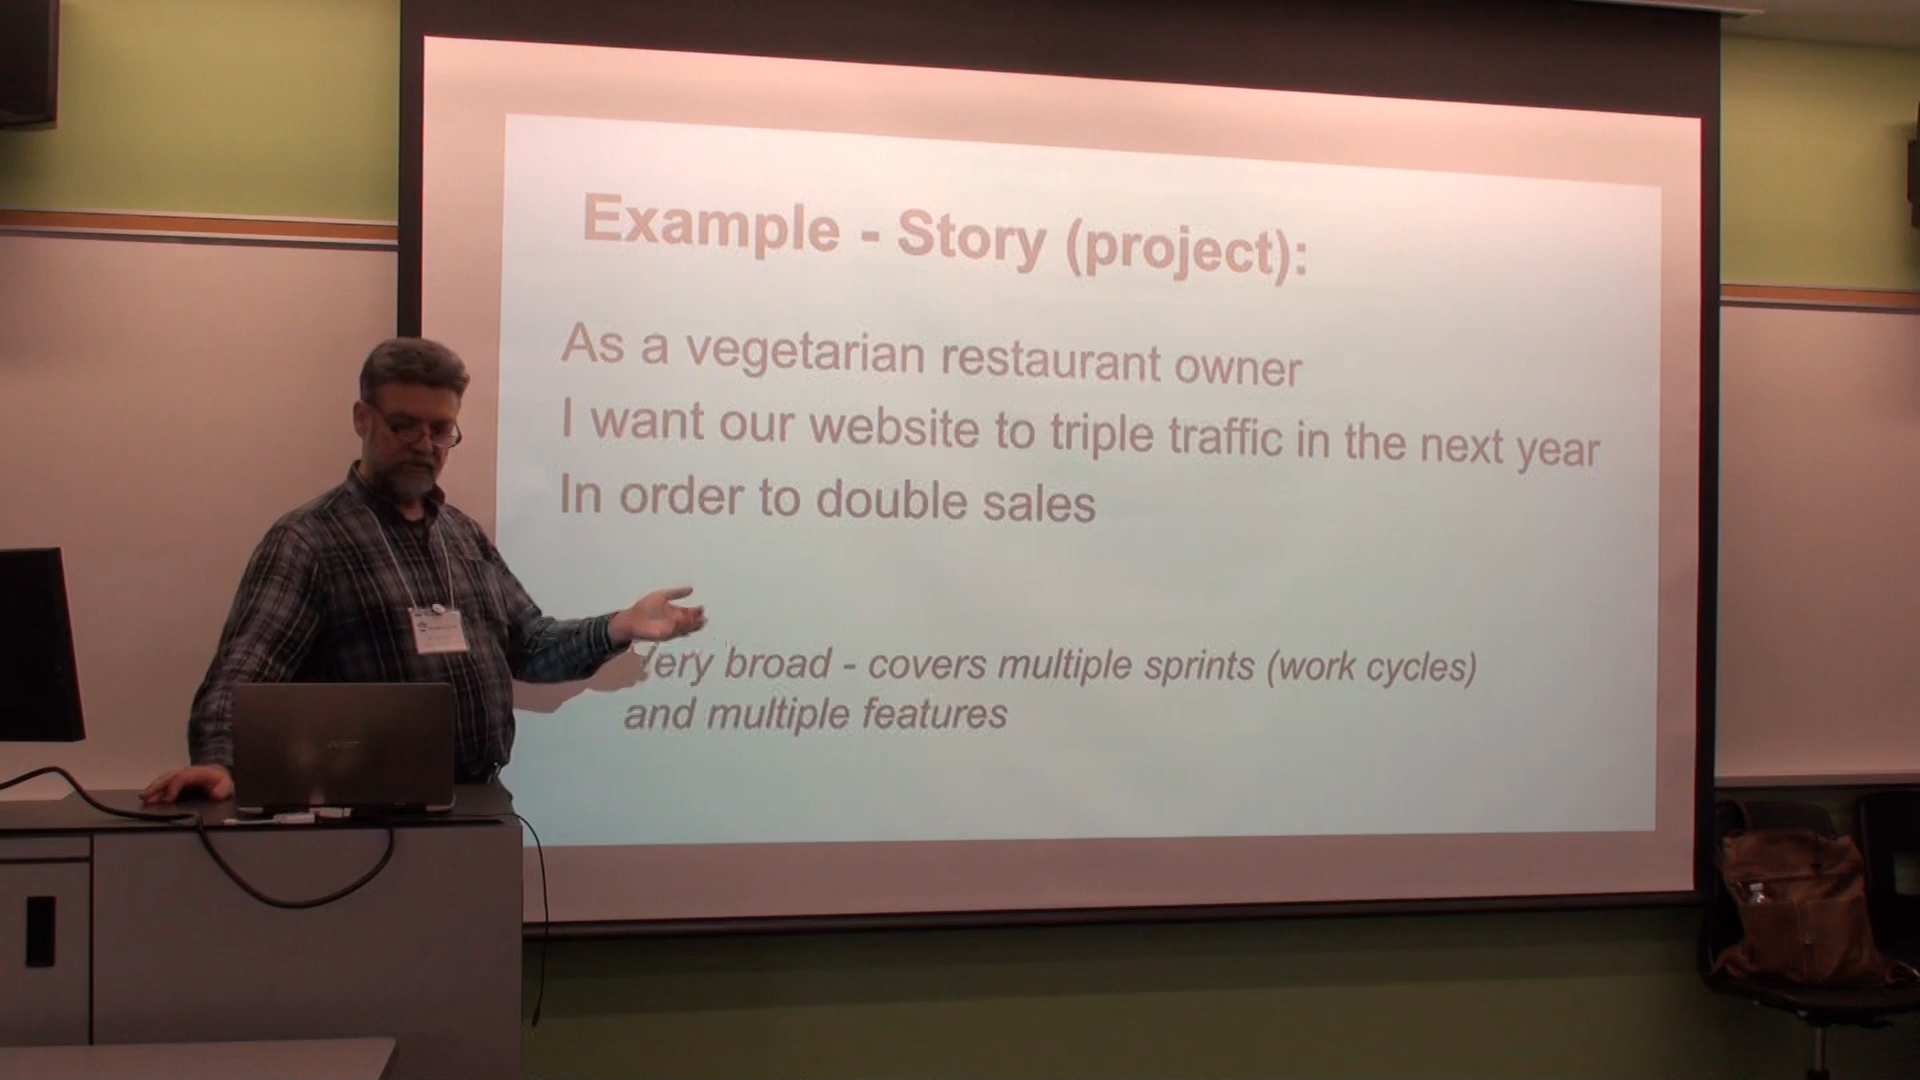 Example - Story (project):
As a vegetarian restaurant owner
I want our website to triple traffic in the next year
In order to double sales
Very broad - covers multiple sprints (work cycles)
and multiple features
acer